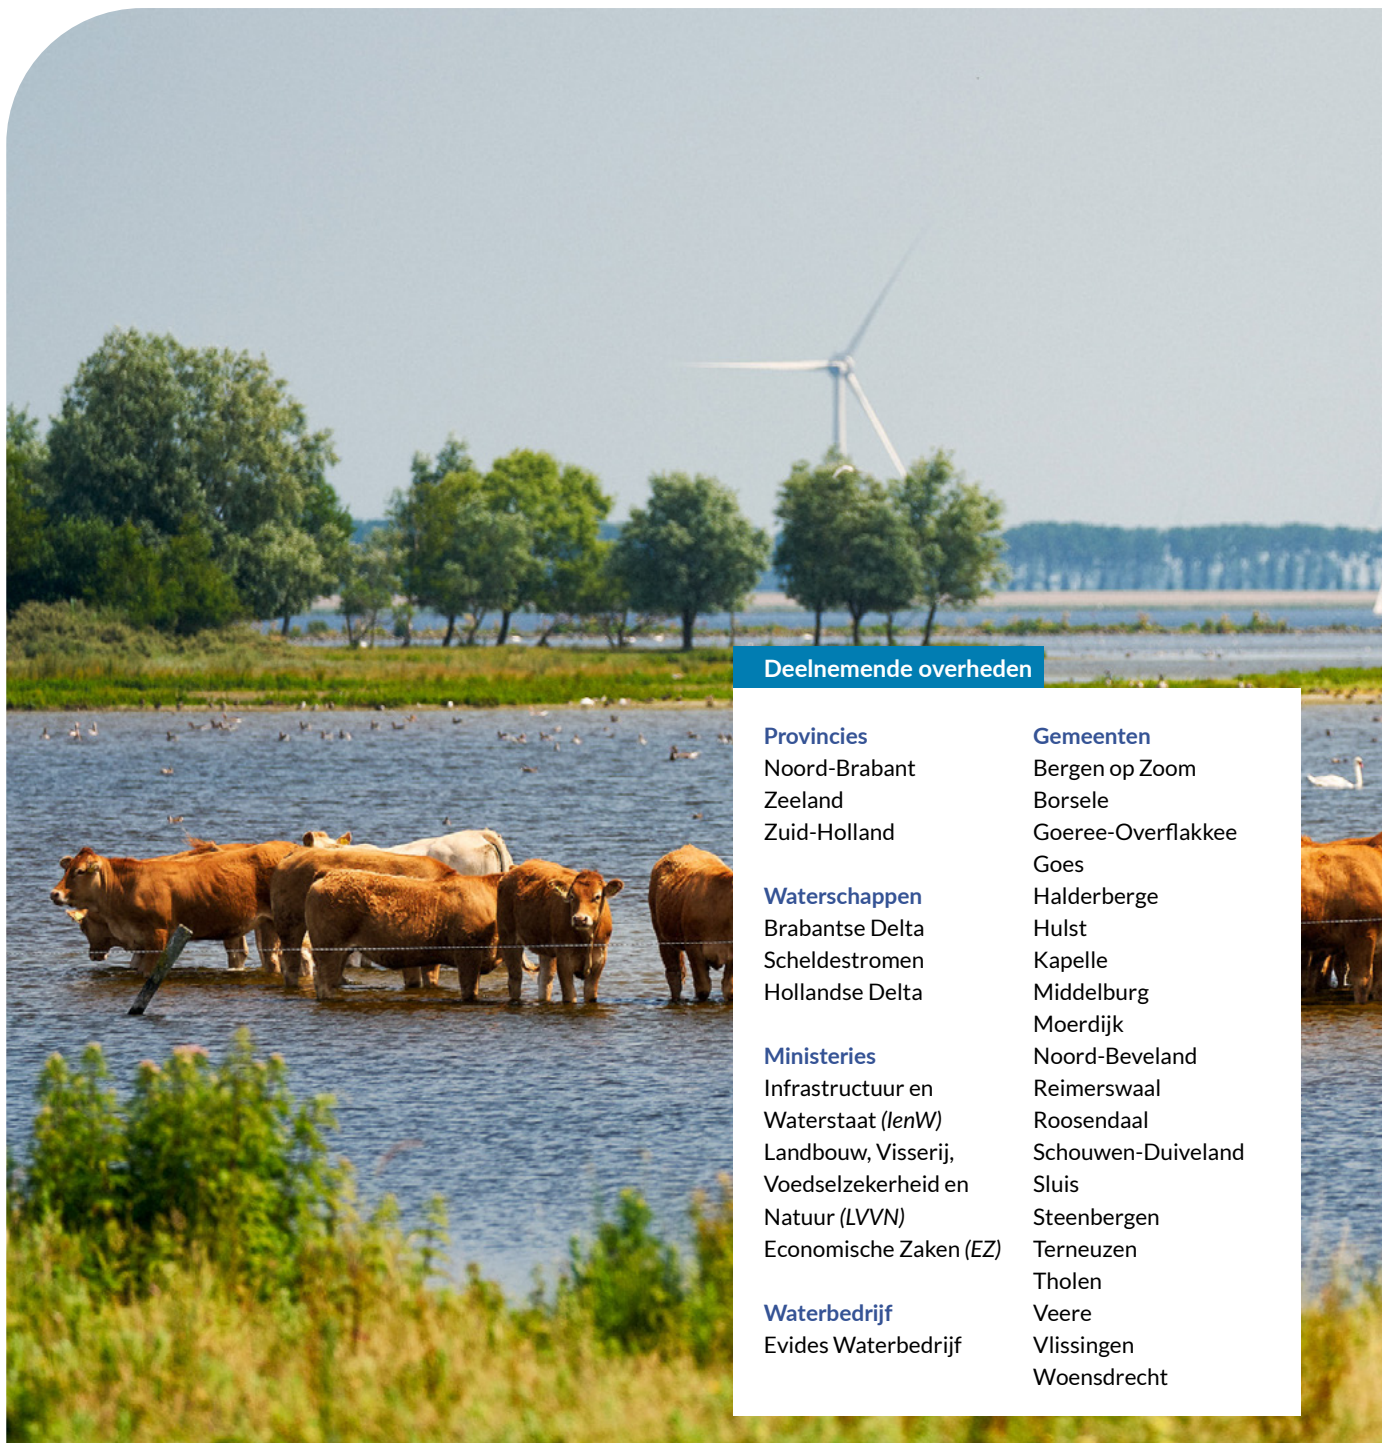 Deelnemende overheden
Provincies
Noord-Brabant
Zeeland
Zuid-Holland
Waterschappen
Brabantse Delta
Scheldestromen
Hollandse Delta
Ministeries
Infrastructuur en
Waterstaat (IenW)
Landbouw, Visserij,
Voedselzekerheid en
Natuur (LVVN)
Economische Zaken (EZ)
Waterbedrijf
Evides Waterbedrijf
Gemeenten
Bergen op Zoom
Borsele
Goeree-Overflakkee
Goes
Halderberge
Hulst
Kapelle
Middelburg
Moerdijk
Noord-Beveland
Reimerswaal
Roosendaal
Schouwen-Duiveland
Sluis
Steenbergen
Terneuzen
Tholen
Veere
Vlissingen
Woensdrecht